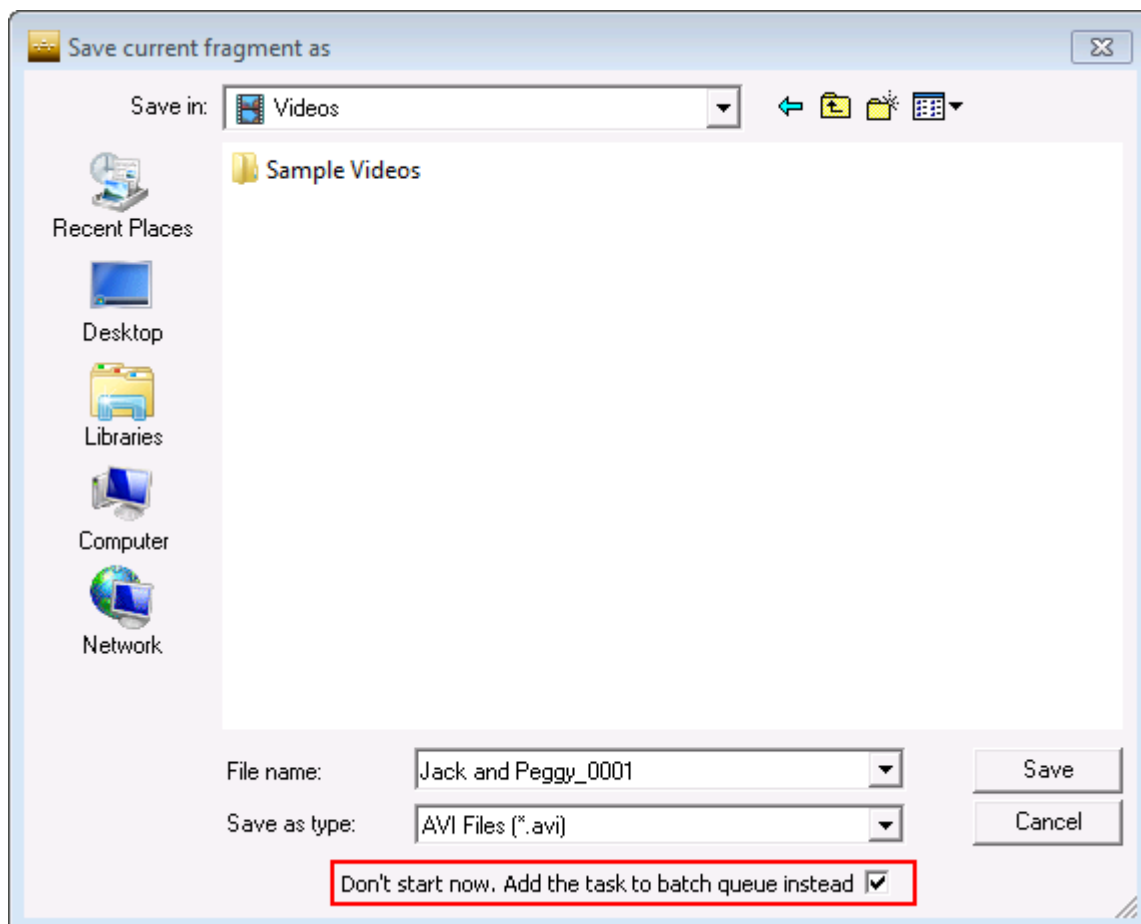 Save current fragment as
Save in: Videos
Sample Videos
Recent Places
Desktop
Libraries
Computer
Network
File name: Jack and Peggy_0001 Save
Save as type: AVI Files (*.avi) Cancel
Don't start now. Add the task to batch queue instead